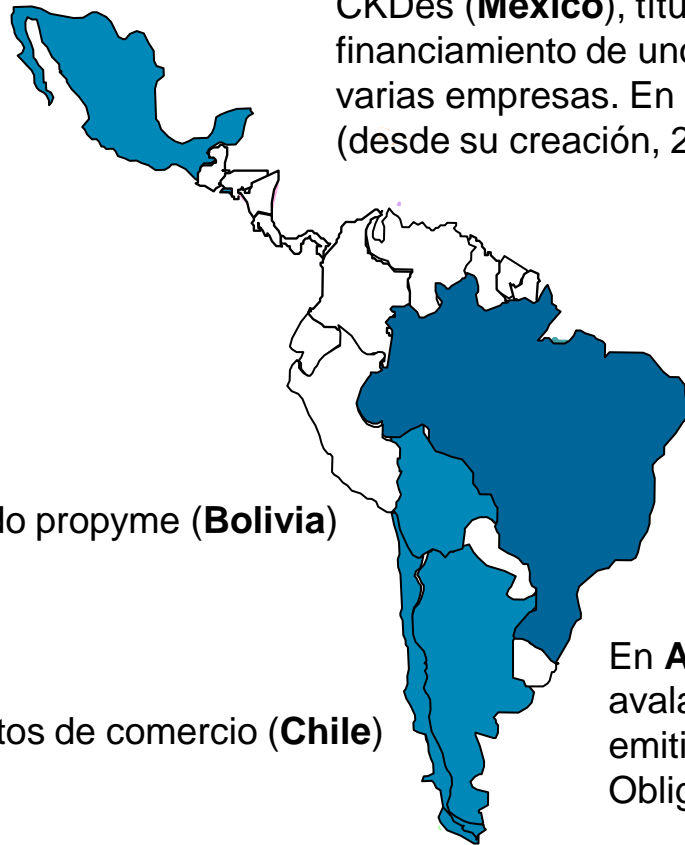 CKDes (México), títu
financiamiento de uno
varias empresas. En
(desde su creación, 2
do propyme (Bolivia)
tos de comercio (Chile)
En A
avala
emiti
Oblig